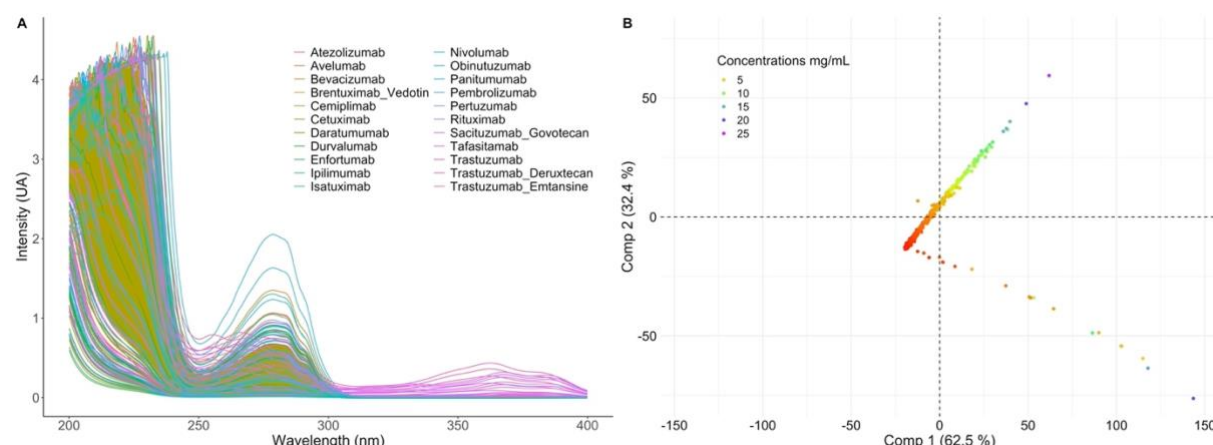 A
Intensity (UA)
4
3
2
1
0
200
250
300
350
400
Wavelength (nm)
Atezolizumab
Avelumab
Bevacizumab
Brentuximab_Vedotin
Cemiplimab
Cetuximab
Daratumumab
Durvalumab
Enfortumab
Ipilimumab
Isatuximab
Nivolumab
Obinutuzumab
Panitumumab
Pembrolizumab
Pertuzumab
Rituximab
Sacituzumab_Govotecan
Tafasitamab
Trastuzumab
Trastuzumab_Deruxtecan
Trastuzumab_Emtansine
B
Comp 2 (32.4 %)
50
0
-50
Concentrations mg/mL
5
10
15
20
25
-150
-100
-50
0
50
100
150
Comp 1 (62.5 %)